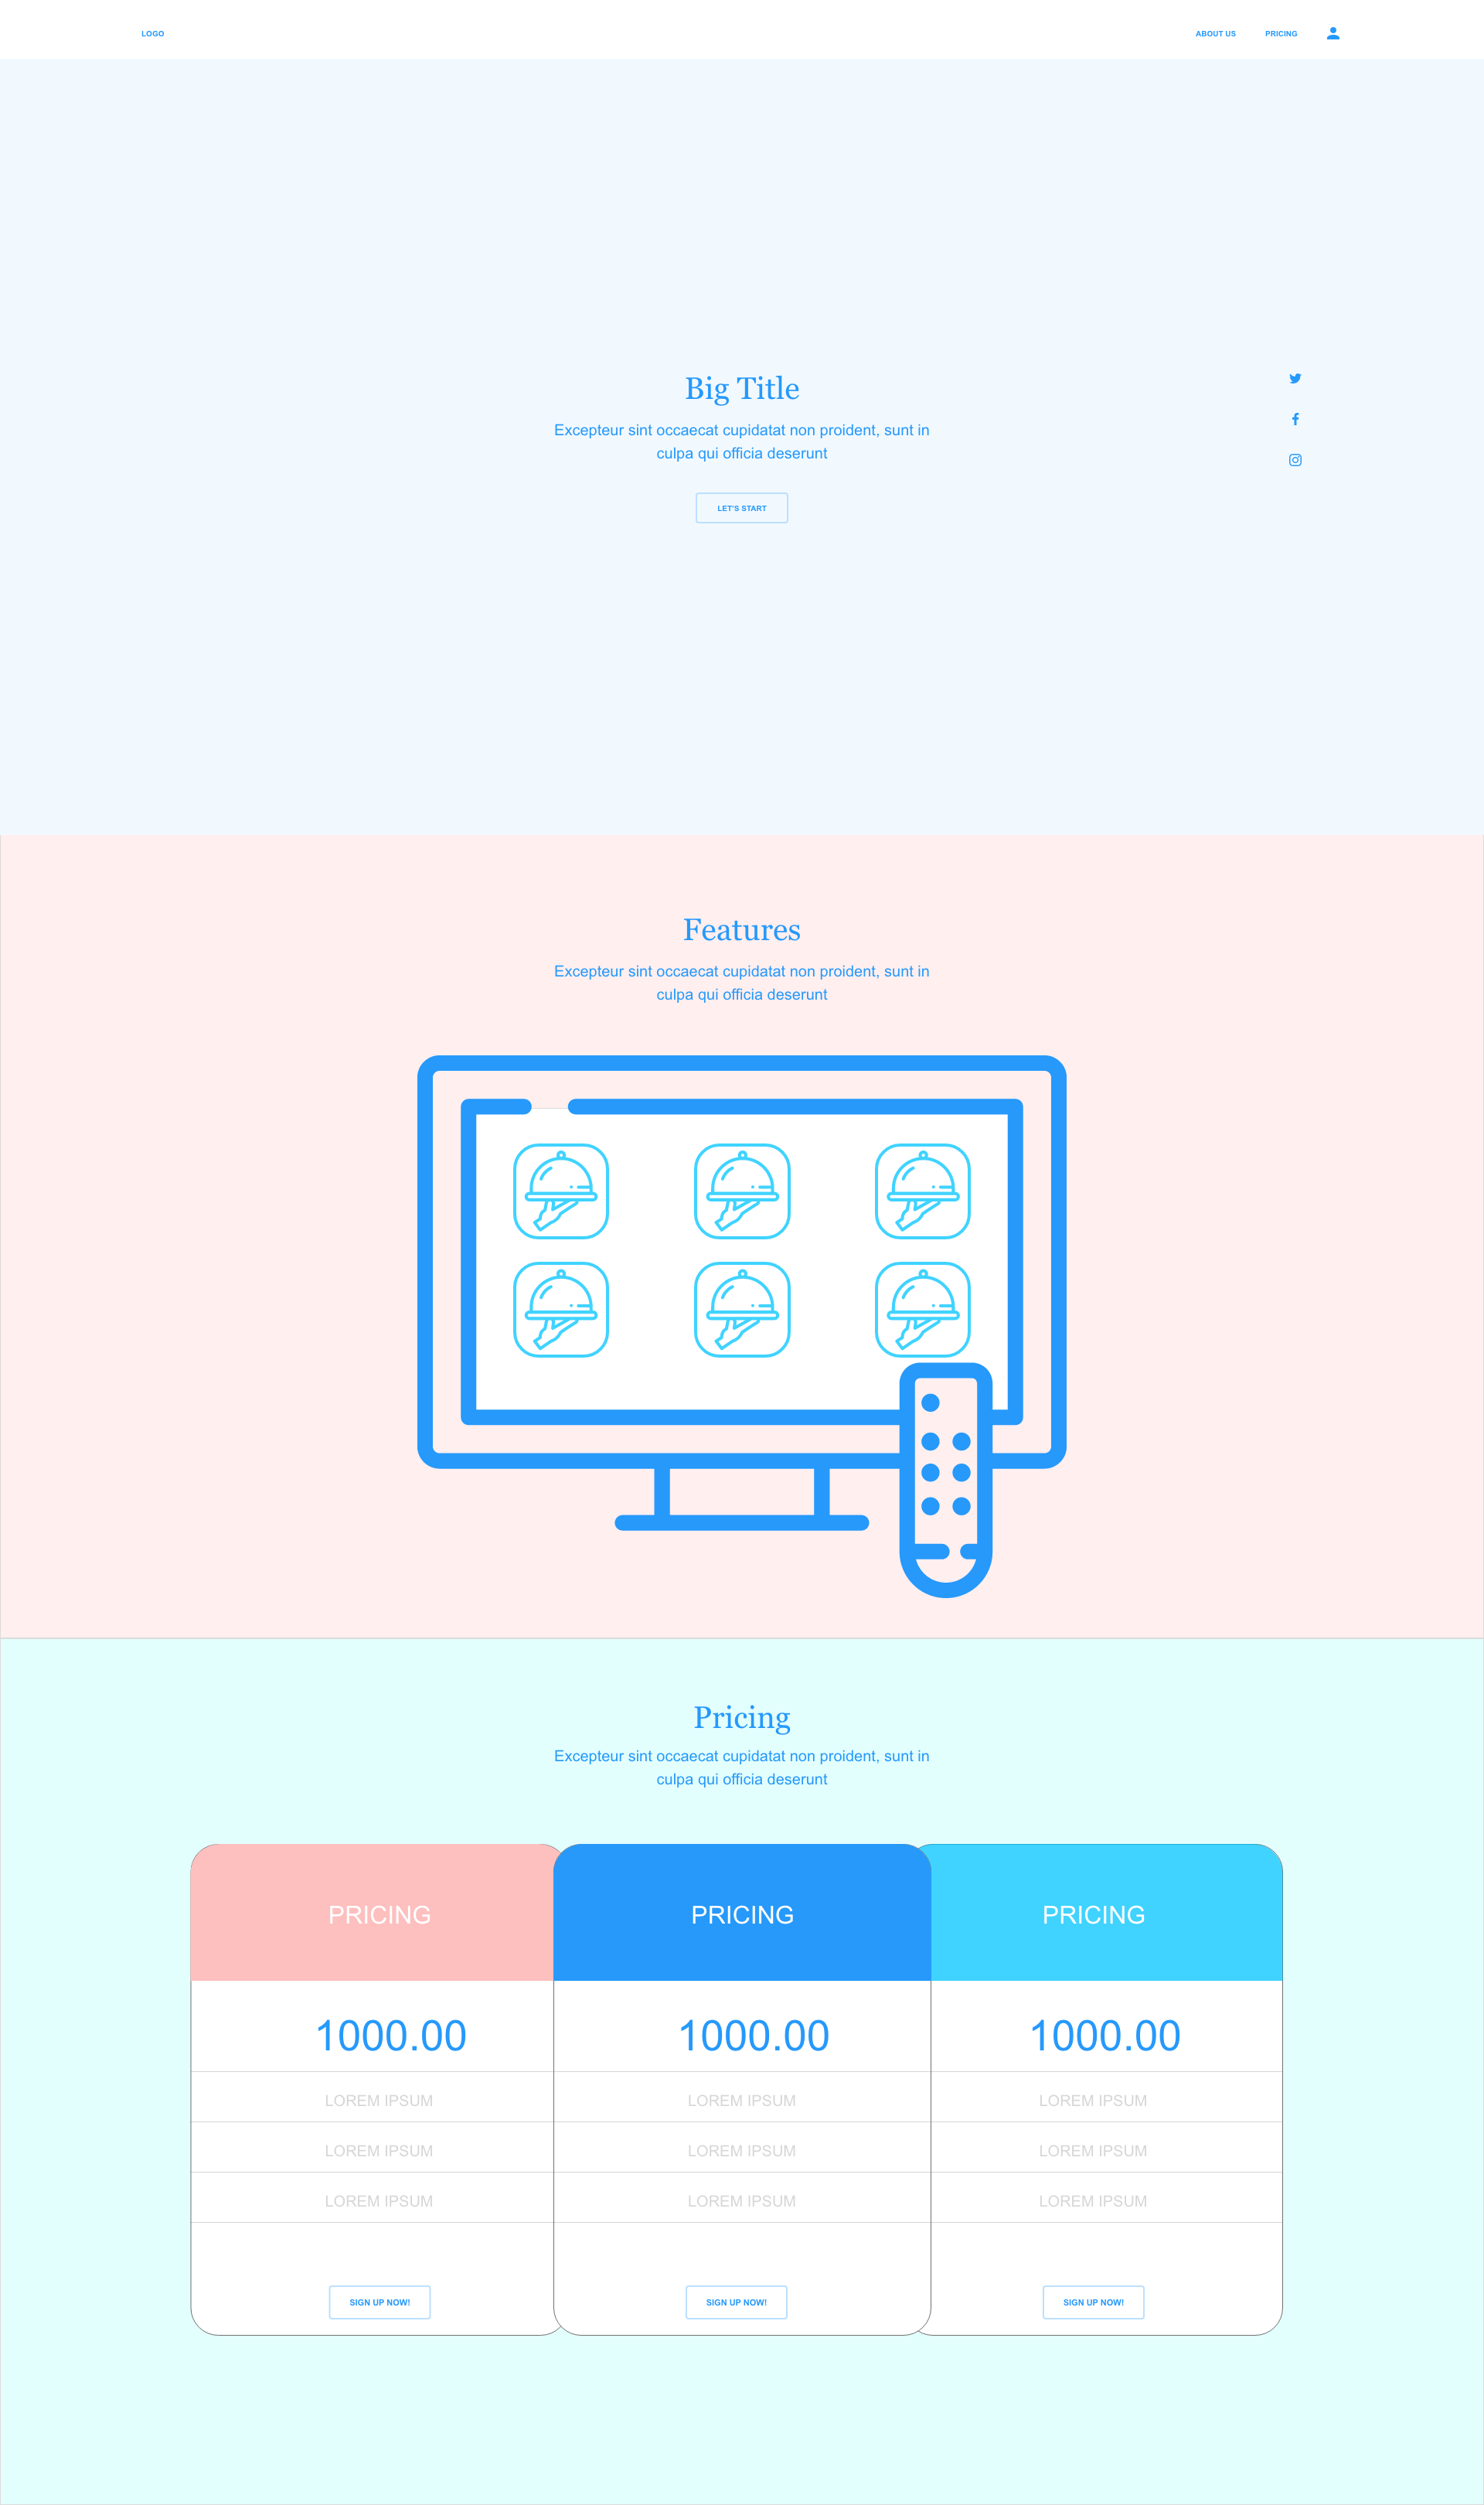 LOGO
ABOUT US
PRICING
Big Title
Excepteur sint occaecat cupidatat non proident, sunt in
culpa qui officia deserunt
LET'S START
Features
Excepteur sint occaecat cupidatat non proident, sunt in
culpa qui officia deserunt
Pricing
Excepteur sint occaecat cupidatat non proident, sunt in
culpa qui officia deserunt
PRICING
1000.00
LOREM IPSUM
LOREM IPSUM
LOREM IPSUM
SIGN UP NOW!
PRICING
1000.00
LOREM IPSUM
LOREM IPSUM
LOREM IPSUM
SIGN UP NOW!
PRICING
1000.00
LOREM IPSUM
LOREM IPSUM
LOREM IPSUM
SIGN UP NOW!